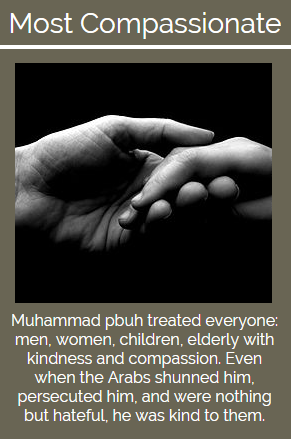 Most Compassionate
Muhammad pbuh treated everyone:
men, women, children, elderly with
kindness and compassion. Even
when the Arabs shunned him,
persecuted him, and were nothing
but hateful, he was kind to them.